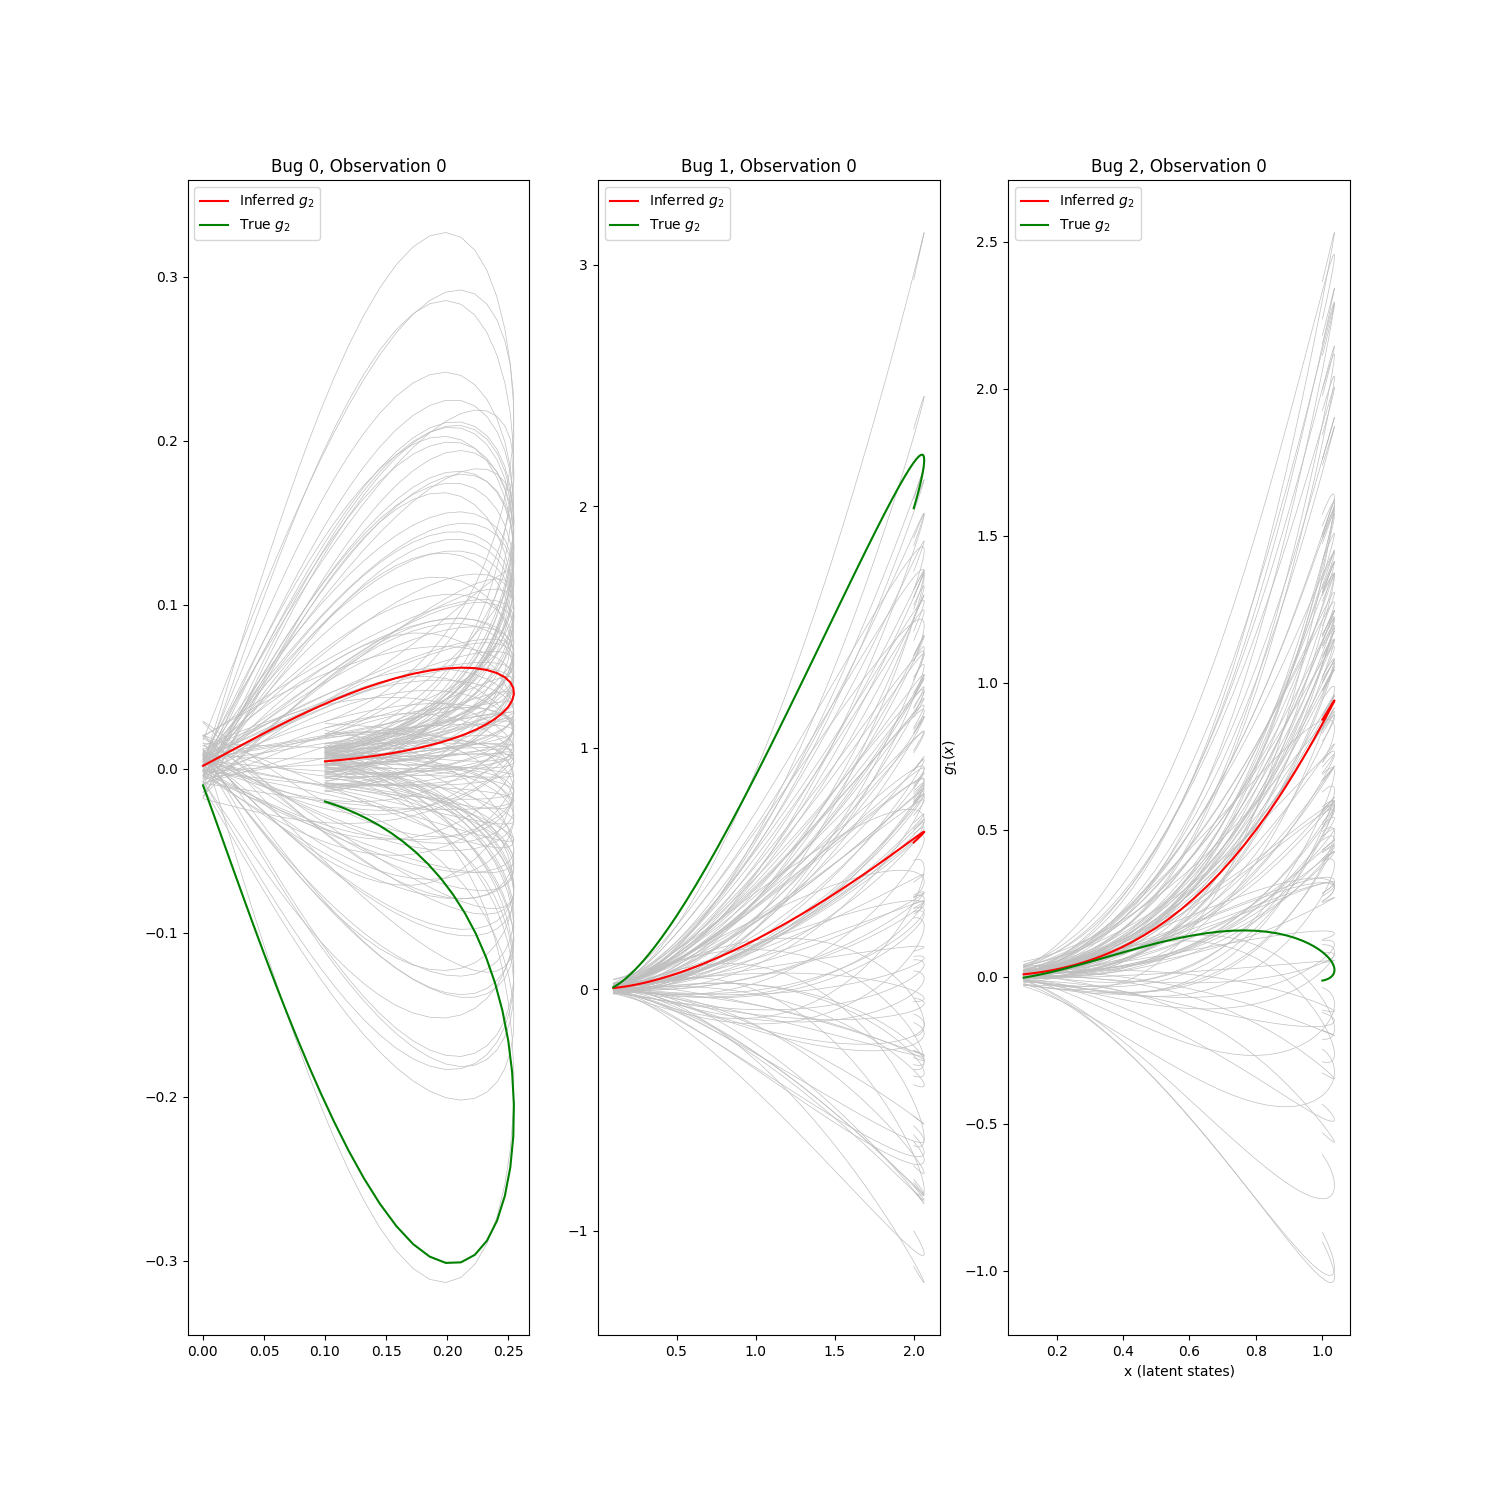 Bug 0, Observation 0
Inferred g₂
True g₂
0.3
0.2
0.1
0.0
−0.1
−0.2
−0.3
0.00 0.05 0.10 0.15 0.20 0.25
Bug 1, Observation 0
Inferred g₂
True g₂
3
2
1
0
−1
0.5 1.0 1.5 2.0
Bug 2, Observation 0
Inferred g₂
True g₂
g₁(x)
2.5
2.0
1.5
1.0
0.5
0.0
−0.5
−1.0
0.2 0.4 0.6 0.8 1.0
x (latent states)